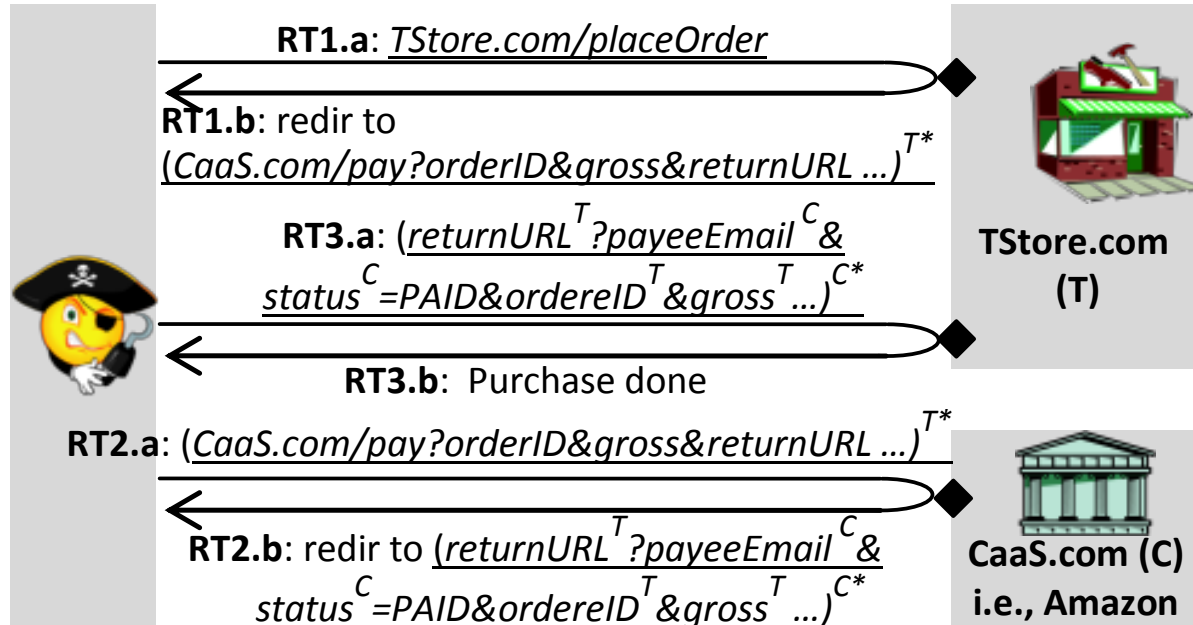 RT1.a: TStore.com/placeOrder
RT1.b: redir to
(CaaS.com/pay?orderID&gross&returnURL ...)T*
RT3.a: (returnURLT?payeeEmailC&
statusC=PAID&ordereIDT&grossT...)C*
TStore.com
(T)
RT3.b: Purchase done
RT2.a: (CaaS.com/pay?orderID&gross&returnURL ...)T*
RT2.b: redir to (returnURLT?payeeEmailC&
statusC=PAID&ordereIDT&grossT ...)C*
CaaS.com (C)
i.e., Amazon